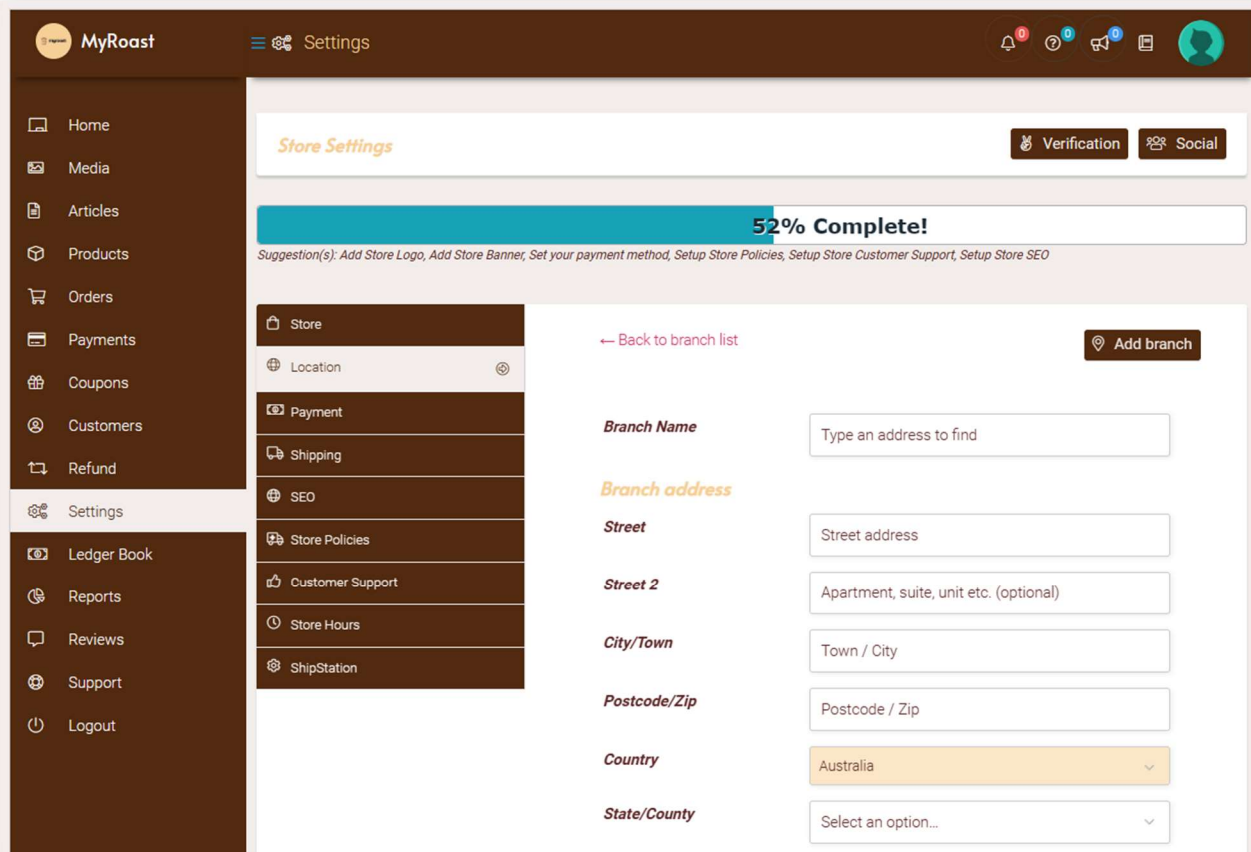 MyRoast
Settings
0
0
0
Home
Media
Articles
Products
Orders
Payments
Coupons
Customers
Refund
Settings
Ledger Book
Reports
Reviews
Support
Logout
Store Settings
Verification
Social
52% Complete!
Suggestion(s): Add Store Logo, Add Store Banner, Set your payment method, Setup Store Policies, Setup Store Customer Support, Setup Store SEO
Store
Location
Payment
Shipping
SEO
Store Policies
Customer Support
Store Hours
ShipStation
← Back to branch list
Add branch
Branch Name
Type an address to find
Branch address
Street
Street address
Street 2
Apartment, suite, unit etc. (optional)
City/Town
Town / City
Postcode/Zip
Postcode / Zip
Country
Australia
State/County
Select an option...